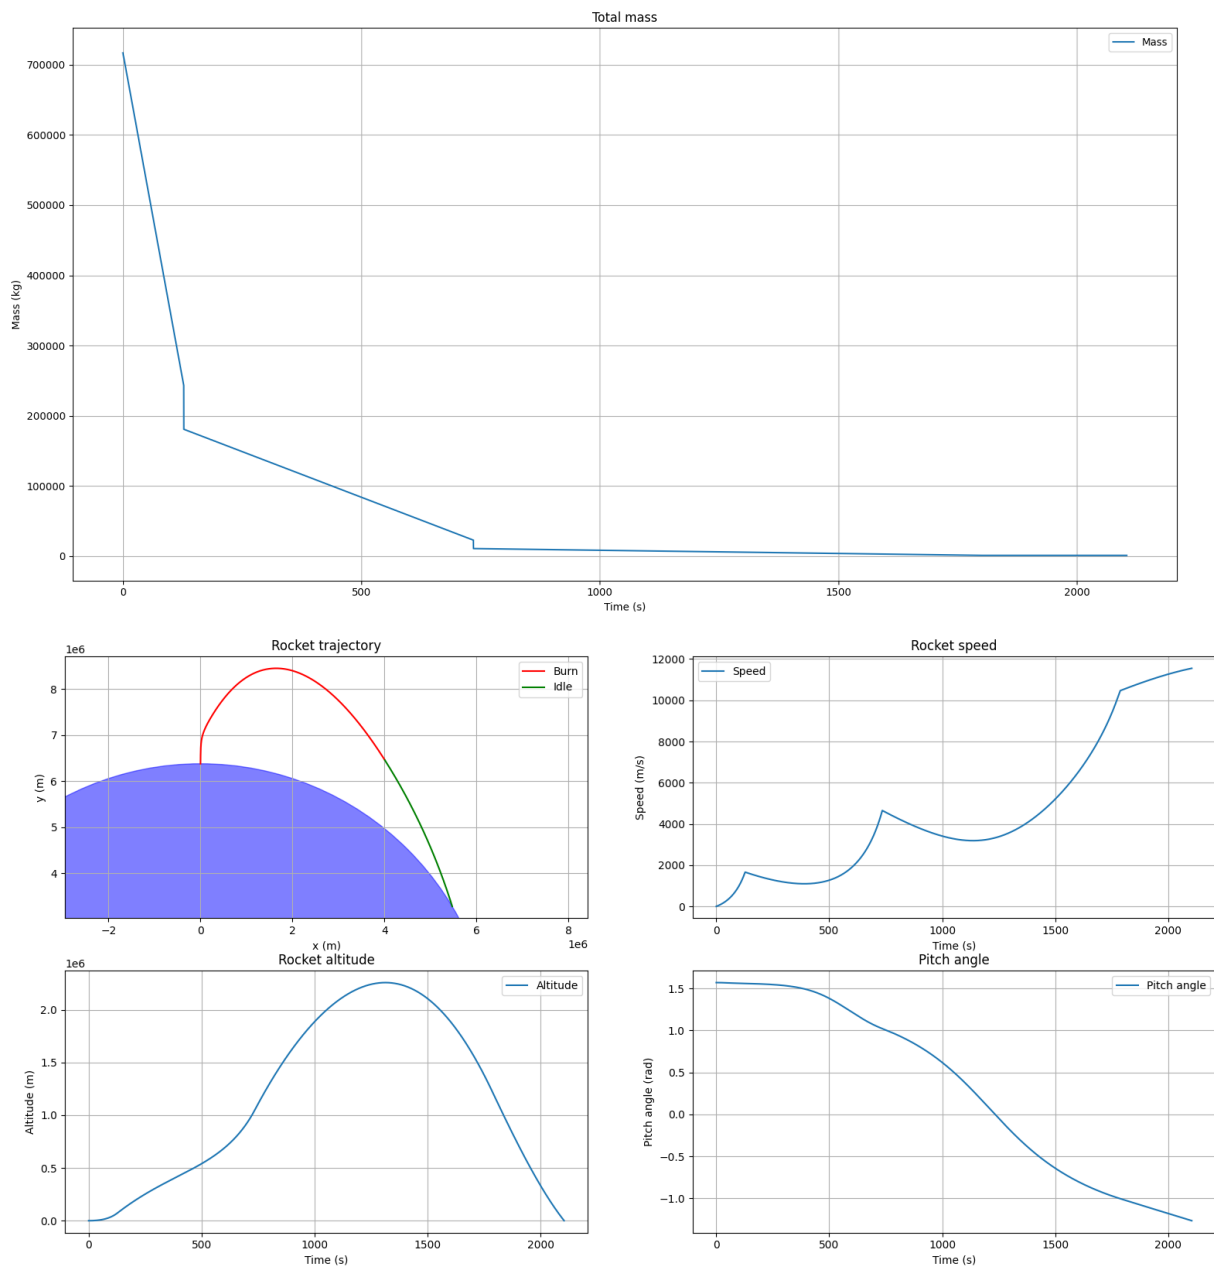 Total mass
Mass
700000
600000
500000
400000
300000
200000
100000
0
Mass (kg)
0 500 1000 1500 2000
Time (s)
Rocket trajectory
1e6
Burn
Idle
8
7
6
5
4
y (m)
−2 0 2 4 6 8
x (m)
1e6
Rocket speed
Speed
12000
10000
8000
6000
4000
2000
0
Speed (m/s)
0 500 1000 1500 2000
Time (s)
Rocket altitude
1e6
Altitude
2.0
1.5
1.0
0.5
0.0
Altitude (m)
0 500 1000 1500 2000
Time (s)
Pitch angle
Pitch angle
1.5
1.0
0.5
0.0
−0.5
−1.0
Pitch angle (rad)
0 500 1000 1500 2000
Time (s)